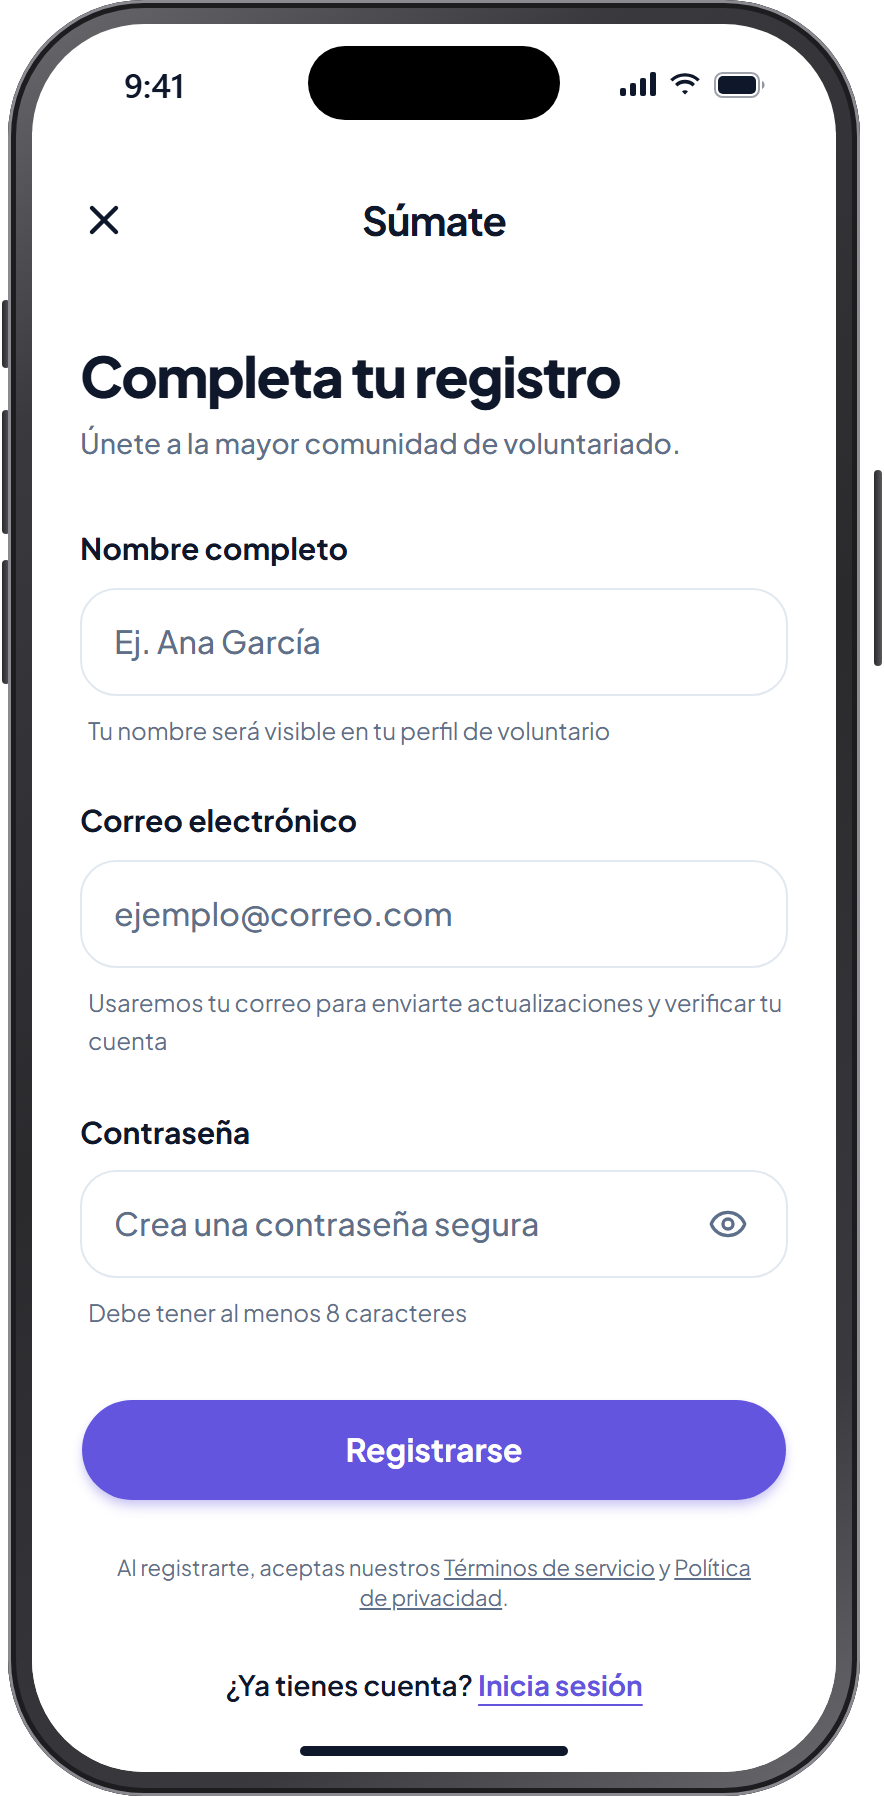 9:41
Súmate
Completa tu registro
Únete a la mayor comunidad de voluntariado.
Nombre completo
Ej. Ana García
Tu nombre será visible en tu perfil de voluntario
Correo electrónico
ejemplo@correo.com
Usaremos tu correo para enviarte actualizaciones y verificar tu
cuenta
Contraseña
Crea una contraseña segura
Debe tener al menos 8 caracteres
Registrarse
Al registrarte, aceptas nuestros Términos de servicio y Política
de privacidad.
¿Ya tienes cuenta? Inicia sesión